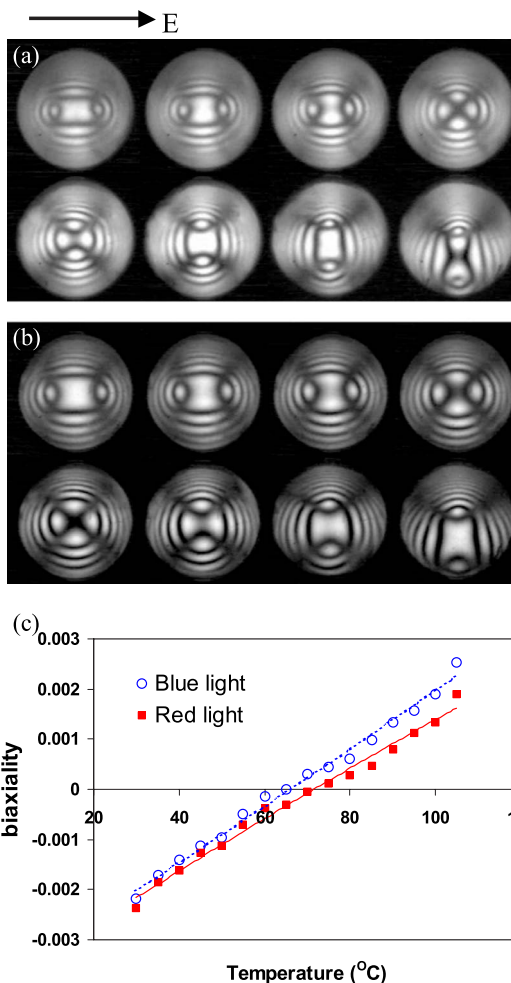 E
(a)
(b)
(c)
biaxiality
0.003
0.002
0.001
0
-0.001
-0.002
-0.003
Blue light
Red light
20 40 60 80 100 1
Temperature (°C)